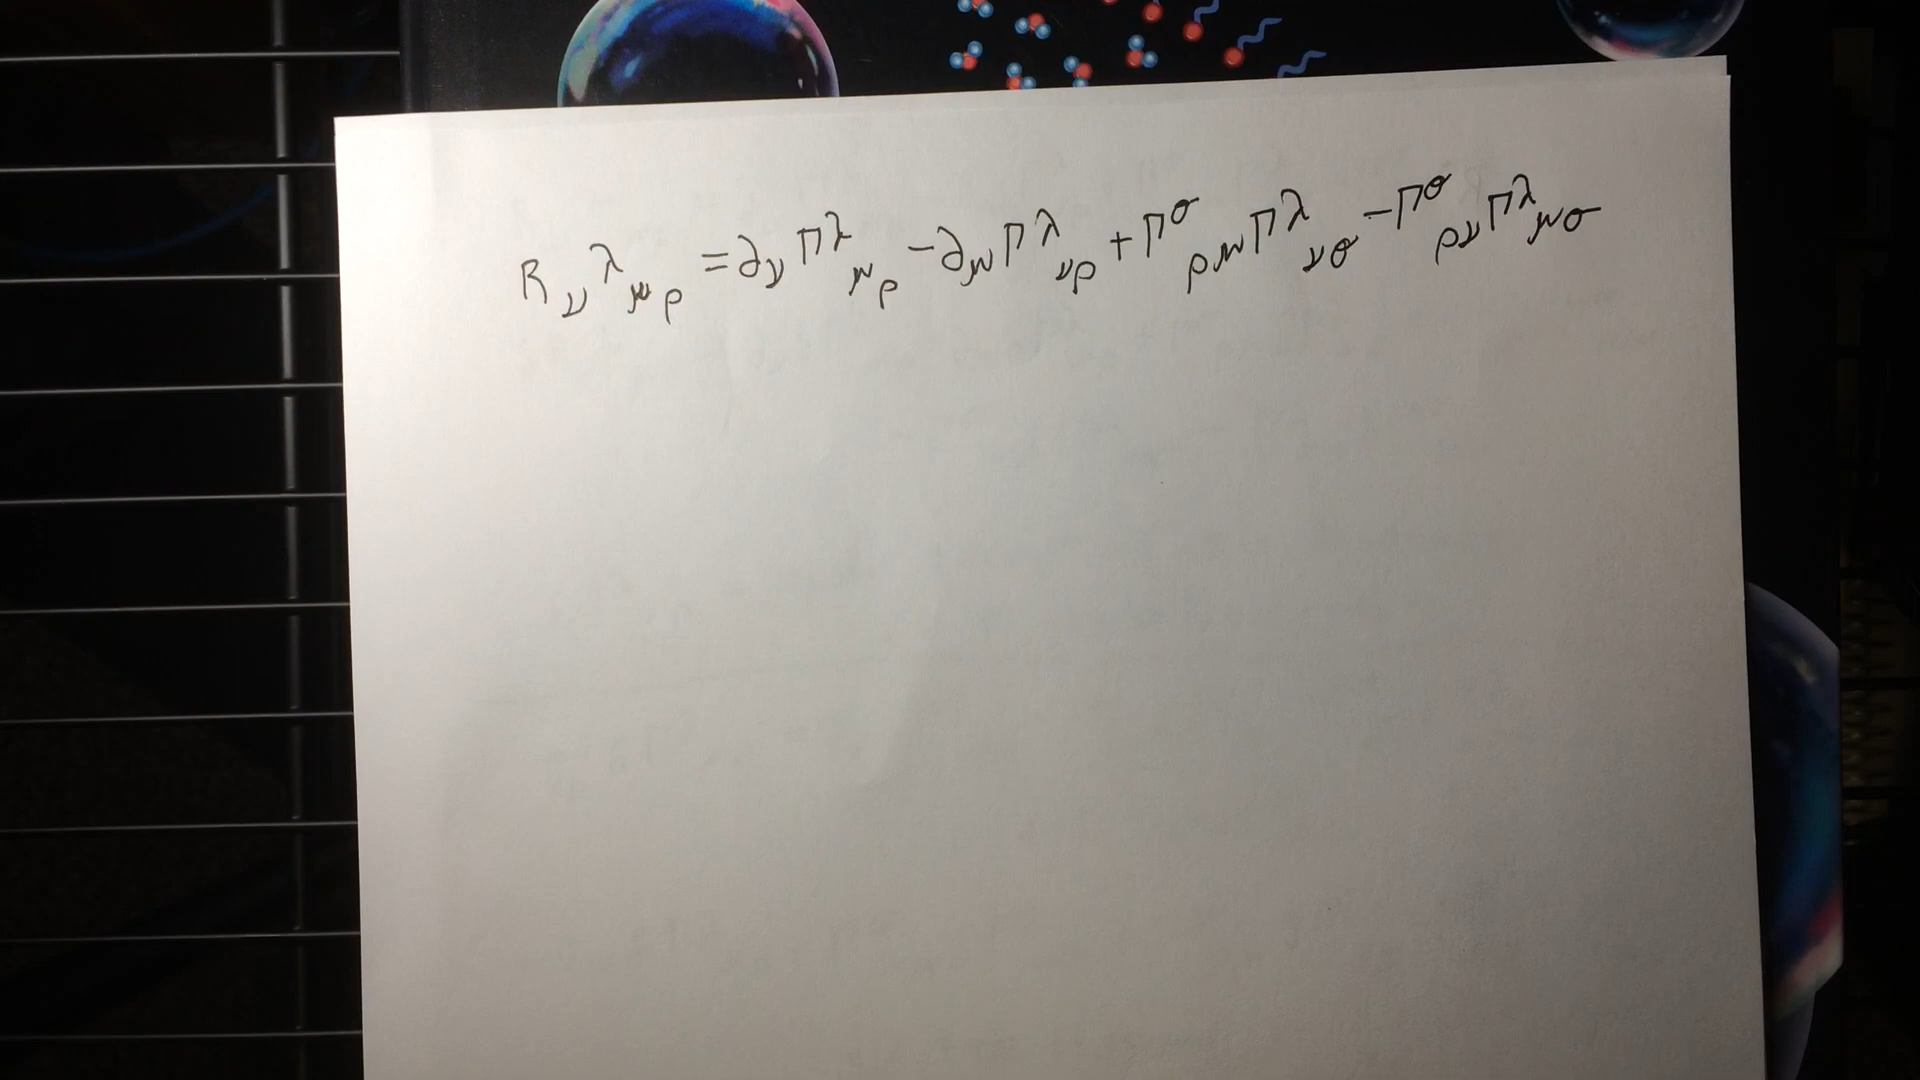 R_ν^λ_μρ = ∂_ν Γ^λ_μρ − ∂_μ Γ^λ_νρ + Γ^σ_ρμ Γ^λ_νσ − Γ^σ_ρν Γ^λ_μσ